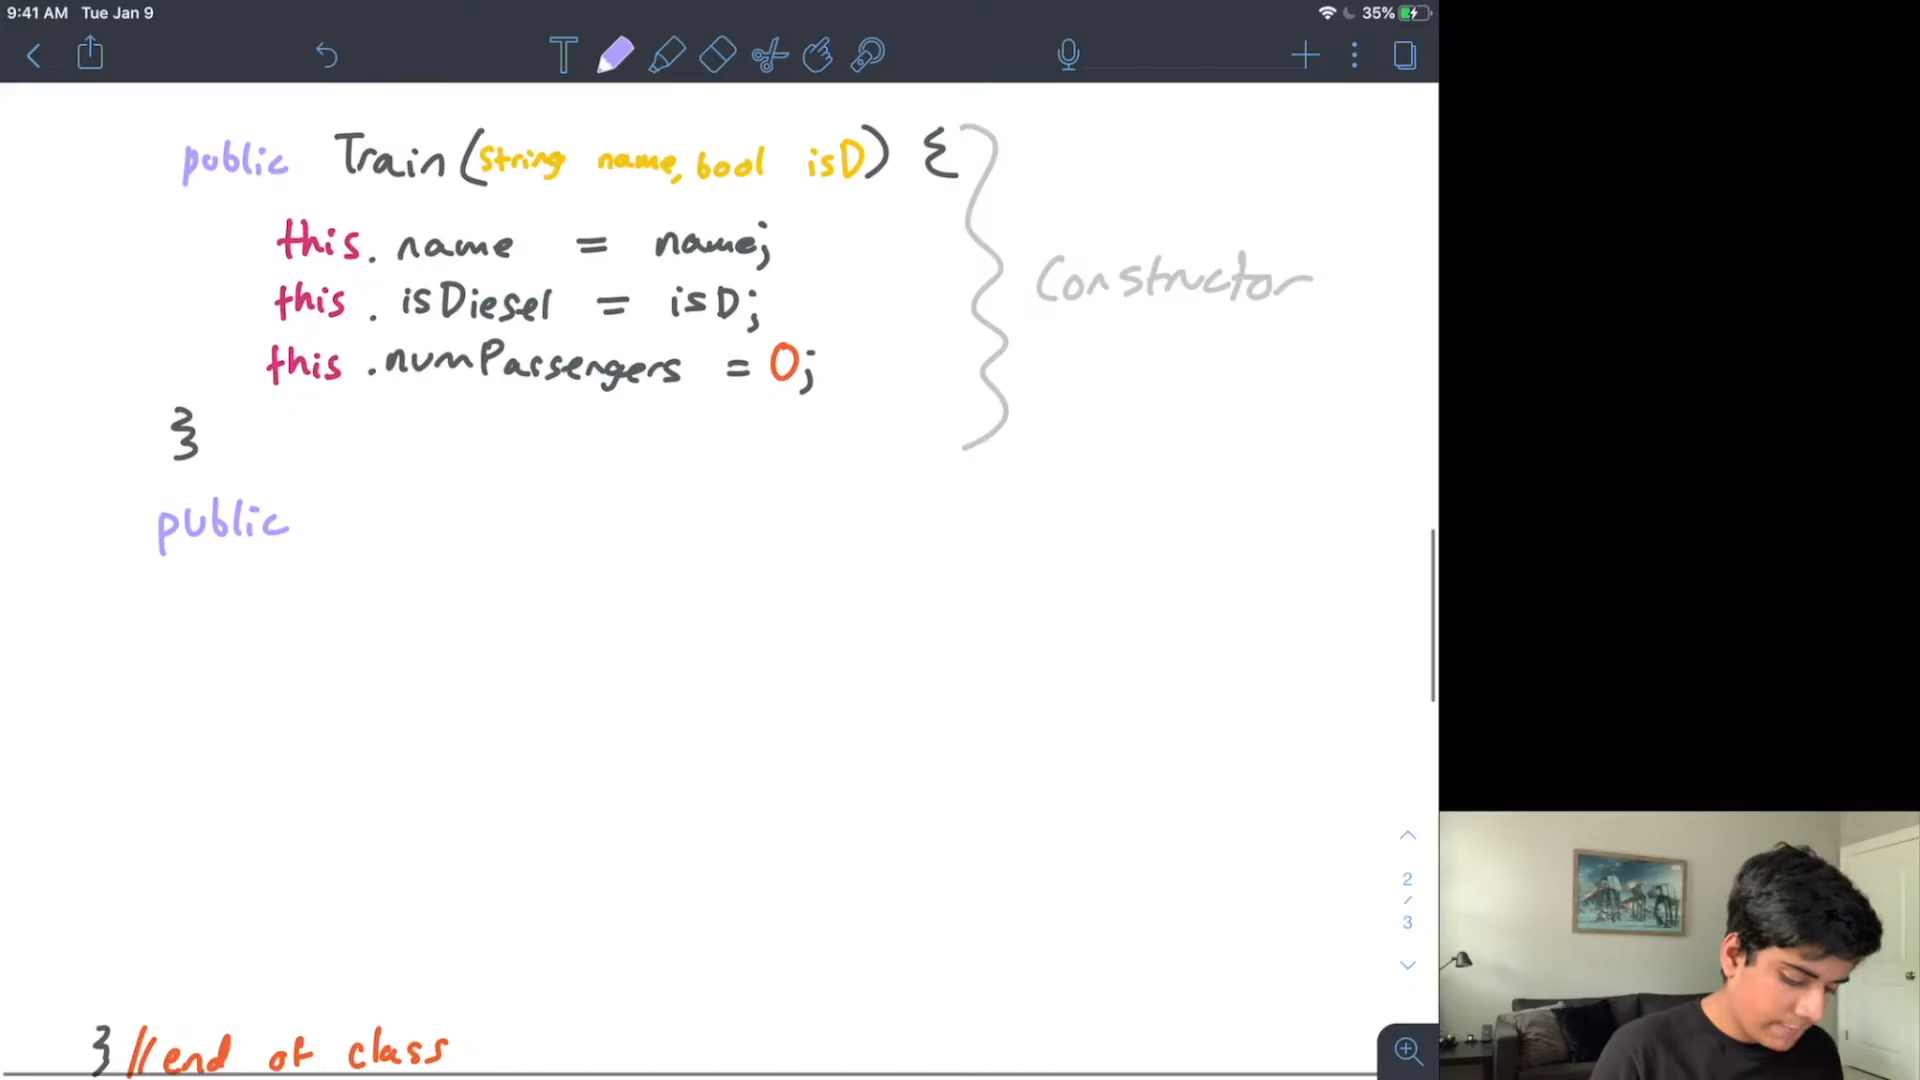 9:41 AM Tue Jan 9
35%
T
public Train(string name, bool isD) {
this. name = name;
this . isDiesel = isD;
this .numPassengers = 0;
}
Constructor
public
2
3
} //end of class